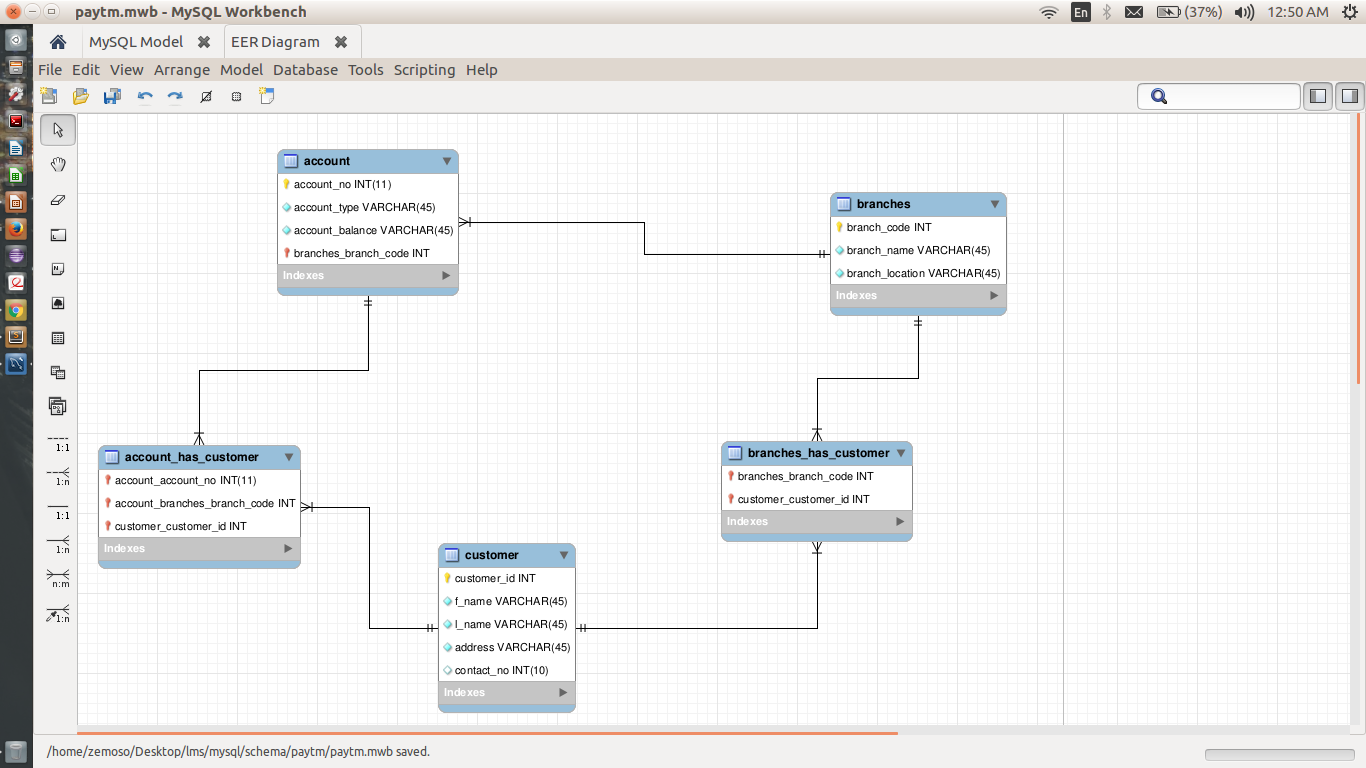 paytm.mwb - MySQL Workbench
En
(37%)
12:50 AM
MySQL Model
EER Diagram
File Edit View Arrange Model Database Tools Scripting Help
account
account_no INT(11)
account_type VARCHAR(45)
account_balance VARCHAR(45)
branches_branch_code INT
Indexes
branches
branch_code INT
branch_name VARCHAR(45)
branch_location VARCHAR(45)
Indexes
account_has_customer
account_account_no INT(11)
account_branches_branch_code INT
customer_customer_id INT
Indexes
branches_has_customer
branches_branch_code INT
customer_customer_id INT
Indexes
customer
customer_id INT
f_name VARCHAR(45)
l_name VARCHAR(45)
address VARCHAR(45)
contact_no INT(10)
Indexes
1:1
1:n
1:1
1:n
n:m
1:n
/home/zemoso/Desktop/lms/mysql/schema/paytm/paytm.mwb saved.